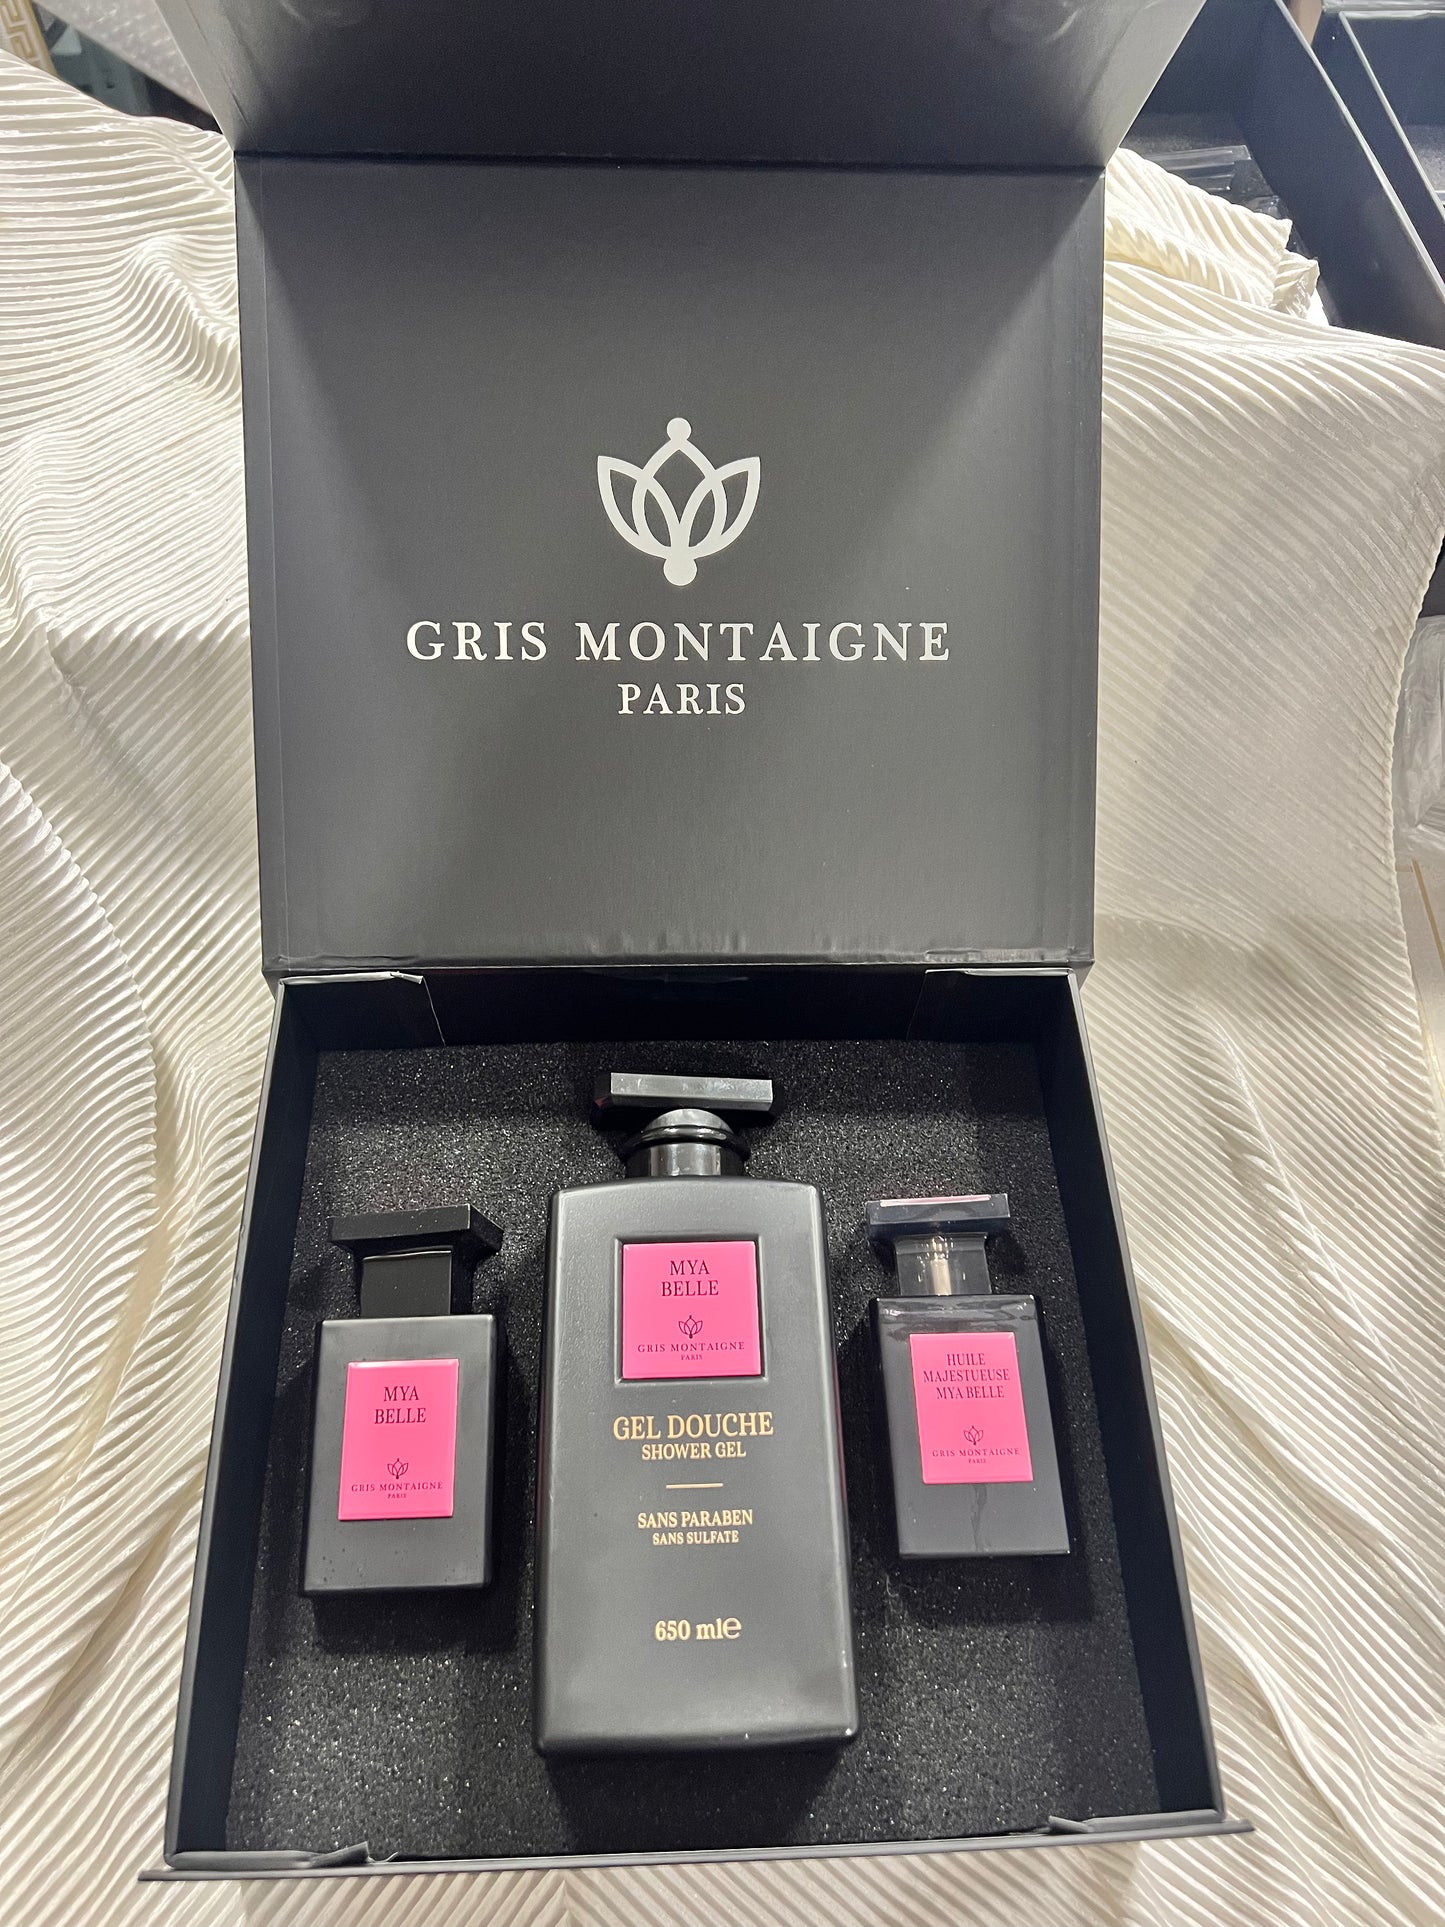 GRIS MONTAIGNE
PARIS
MYA
BELLE
GRIS MONTAIGNE
PARIS
MYA
BELLE
GRIS MONTAIGNE
PARIS
GEL DOUCHE
SHOWER GEL
SANS PARABEN
SANS SULFATE
650 ml℮
HUILE
MAJESTUEUSE
MYA BELLE
GRIS MONTAIGNE
PARIS